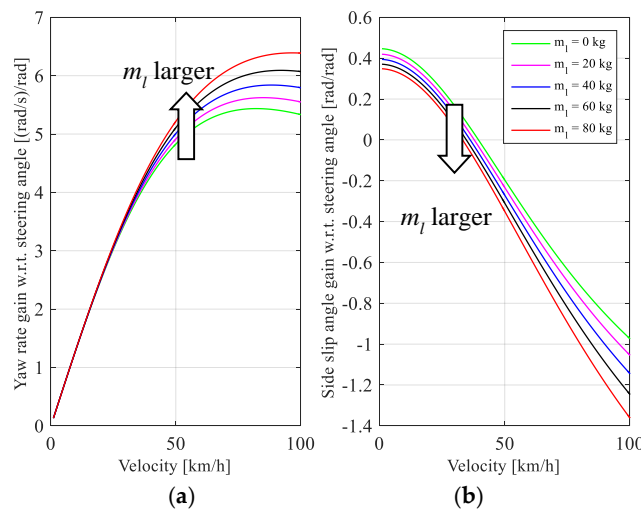 Yaw rate gain w.r.t. steering angle [(rad/s)/rad]
7
6
5
4
3
2
1
0
m_l larger
0
50
100
Velocity [km/h]
(a)
Side slip angle gain w.r.t. steering angle [rad/rad]
0.6
0.4
0.2
0
-0.2
-0.4
-0.6
-0.8
-1
-1.2
-1.4
m_l = 0 kg
m_l = 20 kg
m_l = 40 kg
m_l = 60 kg
m_l = 80 kg
m_l larger
0
50
100
Velocity [km/h]
(b)